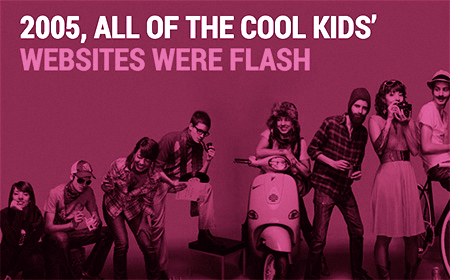 2005, ALL OF THE COOL KIDS’
WEBSITES WERE FLASH